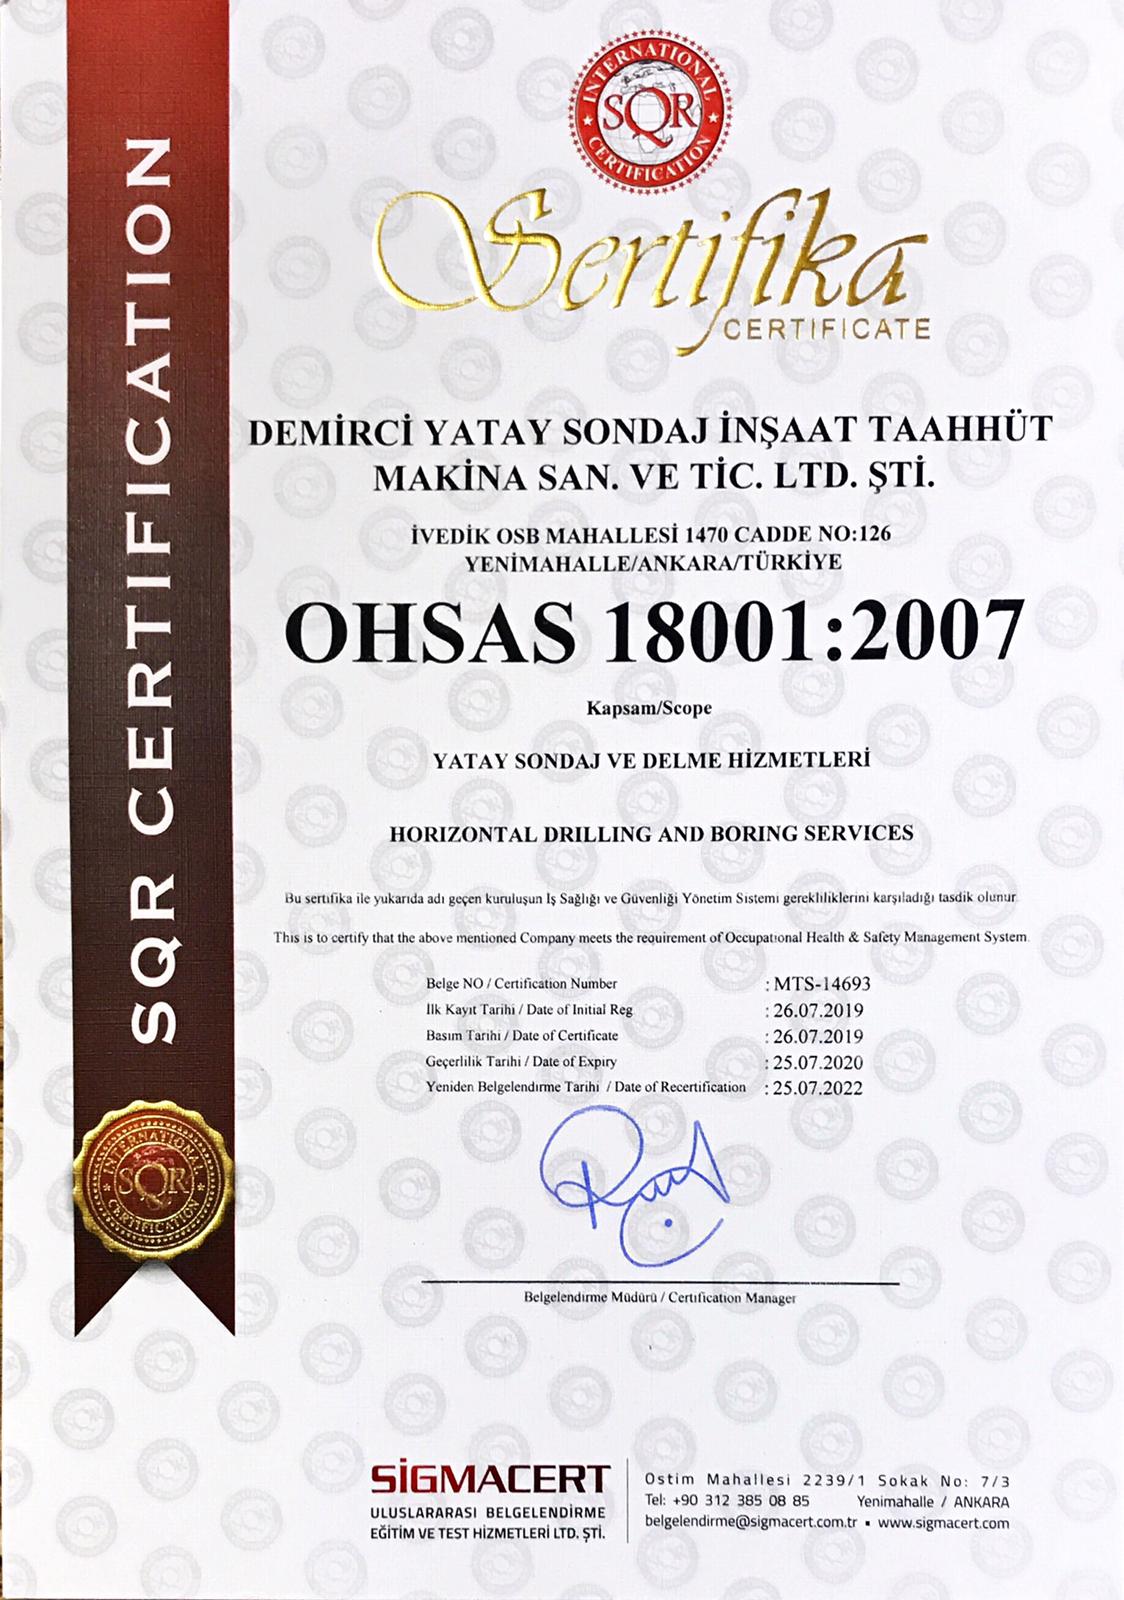 INTERNATIONAL
SQR
CERTIFICATION
Sertifika
CERTIFICATE
SQR CERTIFICATION
DEMİRCİ YATAY SONDAJ İNŞAAT TAAHHÜT
MAKİNA SAN. VE TİC. LTD. ŞTİ.
İVEDİK OSB MAHALLESİ 1470 CADDE NO:126
YENİMAHALLE/ANKARA/TÜRKİYE
OHSAS 18001:2007
Kapsam/Scope
YATAY SONDAJ VE DELME HİZMETLERİ
HORIZONTAL DRILLING AND BORING SERVICES
Bu sertifika ile yukarıda adı geçen kuruluşun İş Sağlığı ve Güvenliği Yönetim Sistemi gerekliliklerini karşıladığı tasdik olunur.
This is to certify that the above mentioned Company meets the requirement of Occupational Health & Safety Management System.
Belge NO / Certification Number : MTS-14693
İlk Kayıt Tarihi / Date of Initial Reg : 26.07.2019
Basım Tarihi / Date of Certificate : 26.07.2019
Geçerlilik Tarihi / Date of Expiry : 25.07.2020
Yeniden Belgelendirme Tarihi / Date of Recertification : 25.07.2022
INTERNATIONAL
SQR
CERTIFICATION
Belgelendirme Müdürü / Certification Manager
SİGMACERT
ULUSLARARASI BELGELENDİRME
EĞİTİM VE TEST HİZMETLERİ LTD. ŞTİ.
Ostim Mahallesi 2239/1 Sokak No: 7/3
Tel: +90 312 385 08 85 Yenimahalle / ANKARA
belgelendirme@sigmacert.com.tr ▪ www.sigmacert.com